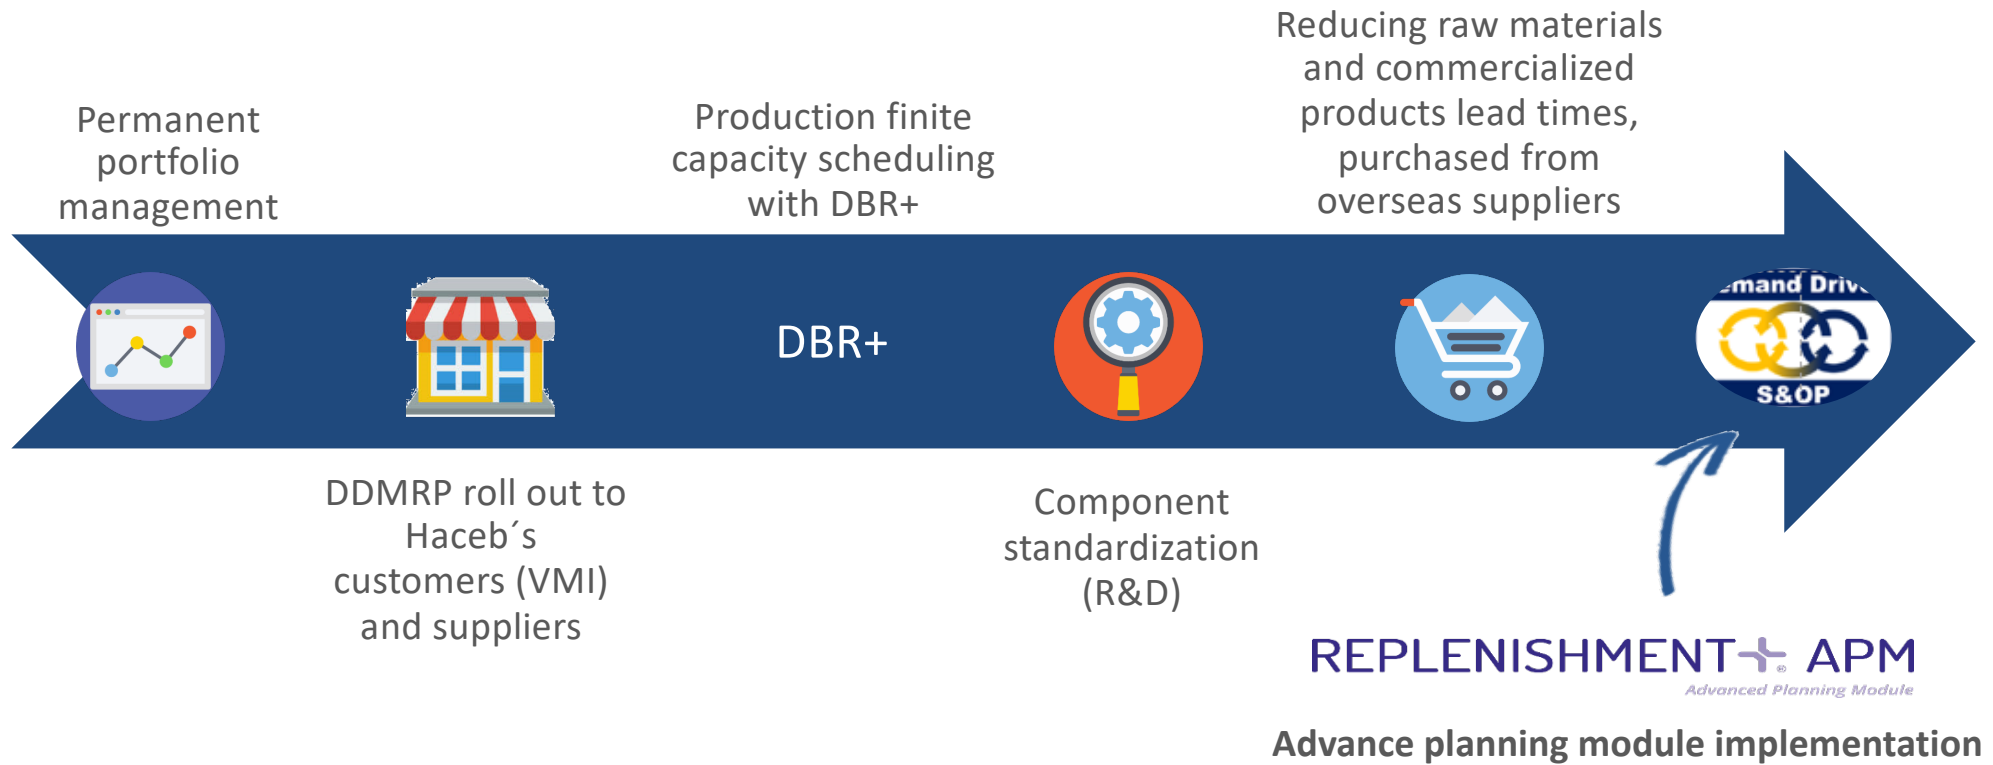 Permanent
portfolio
management
DDMRP roll out to
Haceb´s
customers (VMI)
and suppliers
Production finite
capacity scheduling
with DBR+
DBR+
Component
standardization
(R&D)
Reducing raw materials
and commercialized
products lead times,
purchased from
overseas suppliers
emand Driv
S&OP
REPLENISHMENT+® APM
Advanced Planning Module
Advance planning module implementation